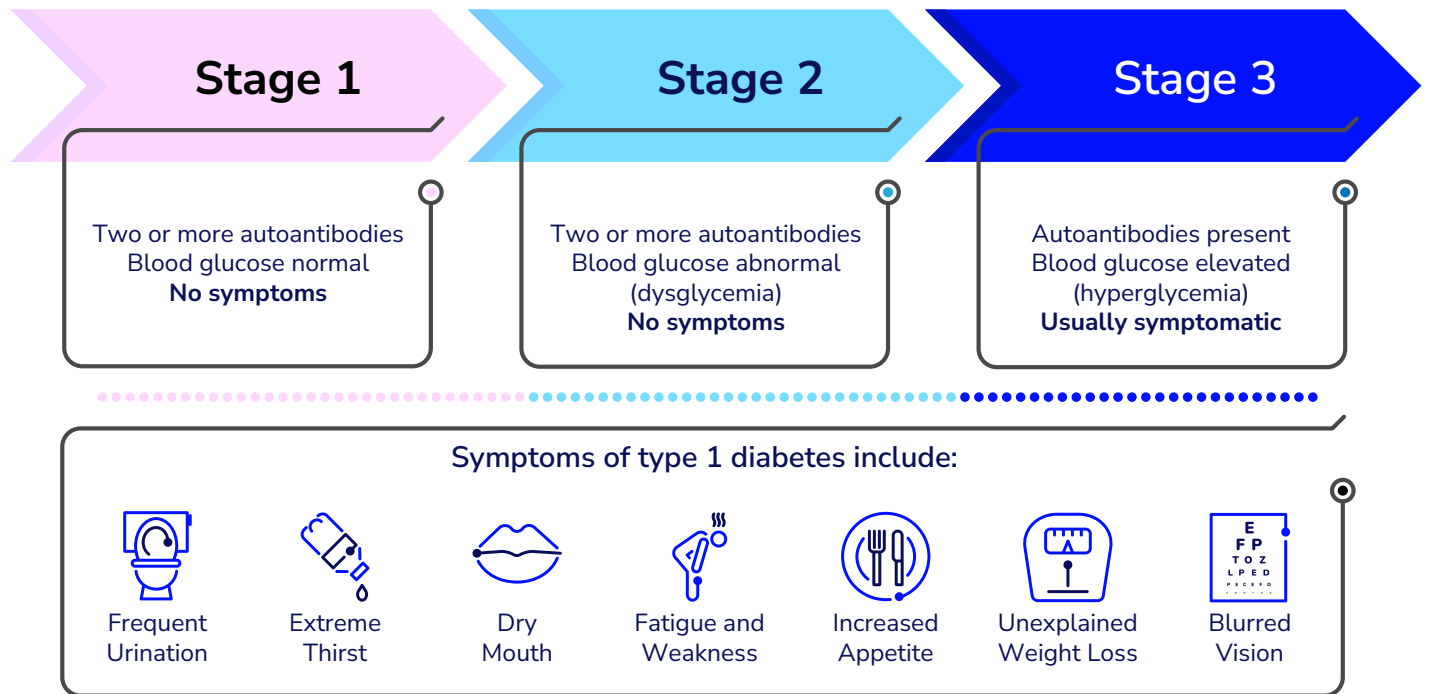 Stage 1
Stage 2
Stage 3
Two or more autoantibodies
Blood glucose normal
No symptoms
Two or more autoantibodies
Blood glucose abnormal
(dysglycemia)
No symptoms
Autoantibodies present
Blood glucose elevated
(hyperglycemia)
Usually symptomatic
Symptoms of type 1 diabetes include:
E
F P
T O Z
L P E D
P E C F D
Frequent
Urination
Extreme
Thirst
Dry
Mouth
Fatigue and
Weakness
Increased
Appetite
Unexplained
Weight Loss
Blurred
Vision